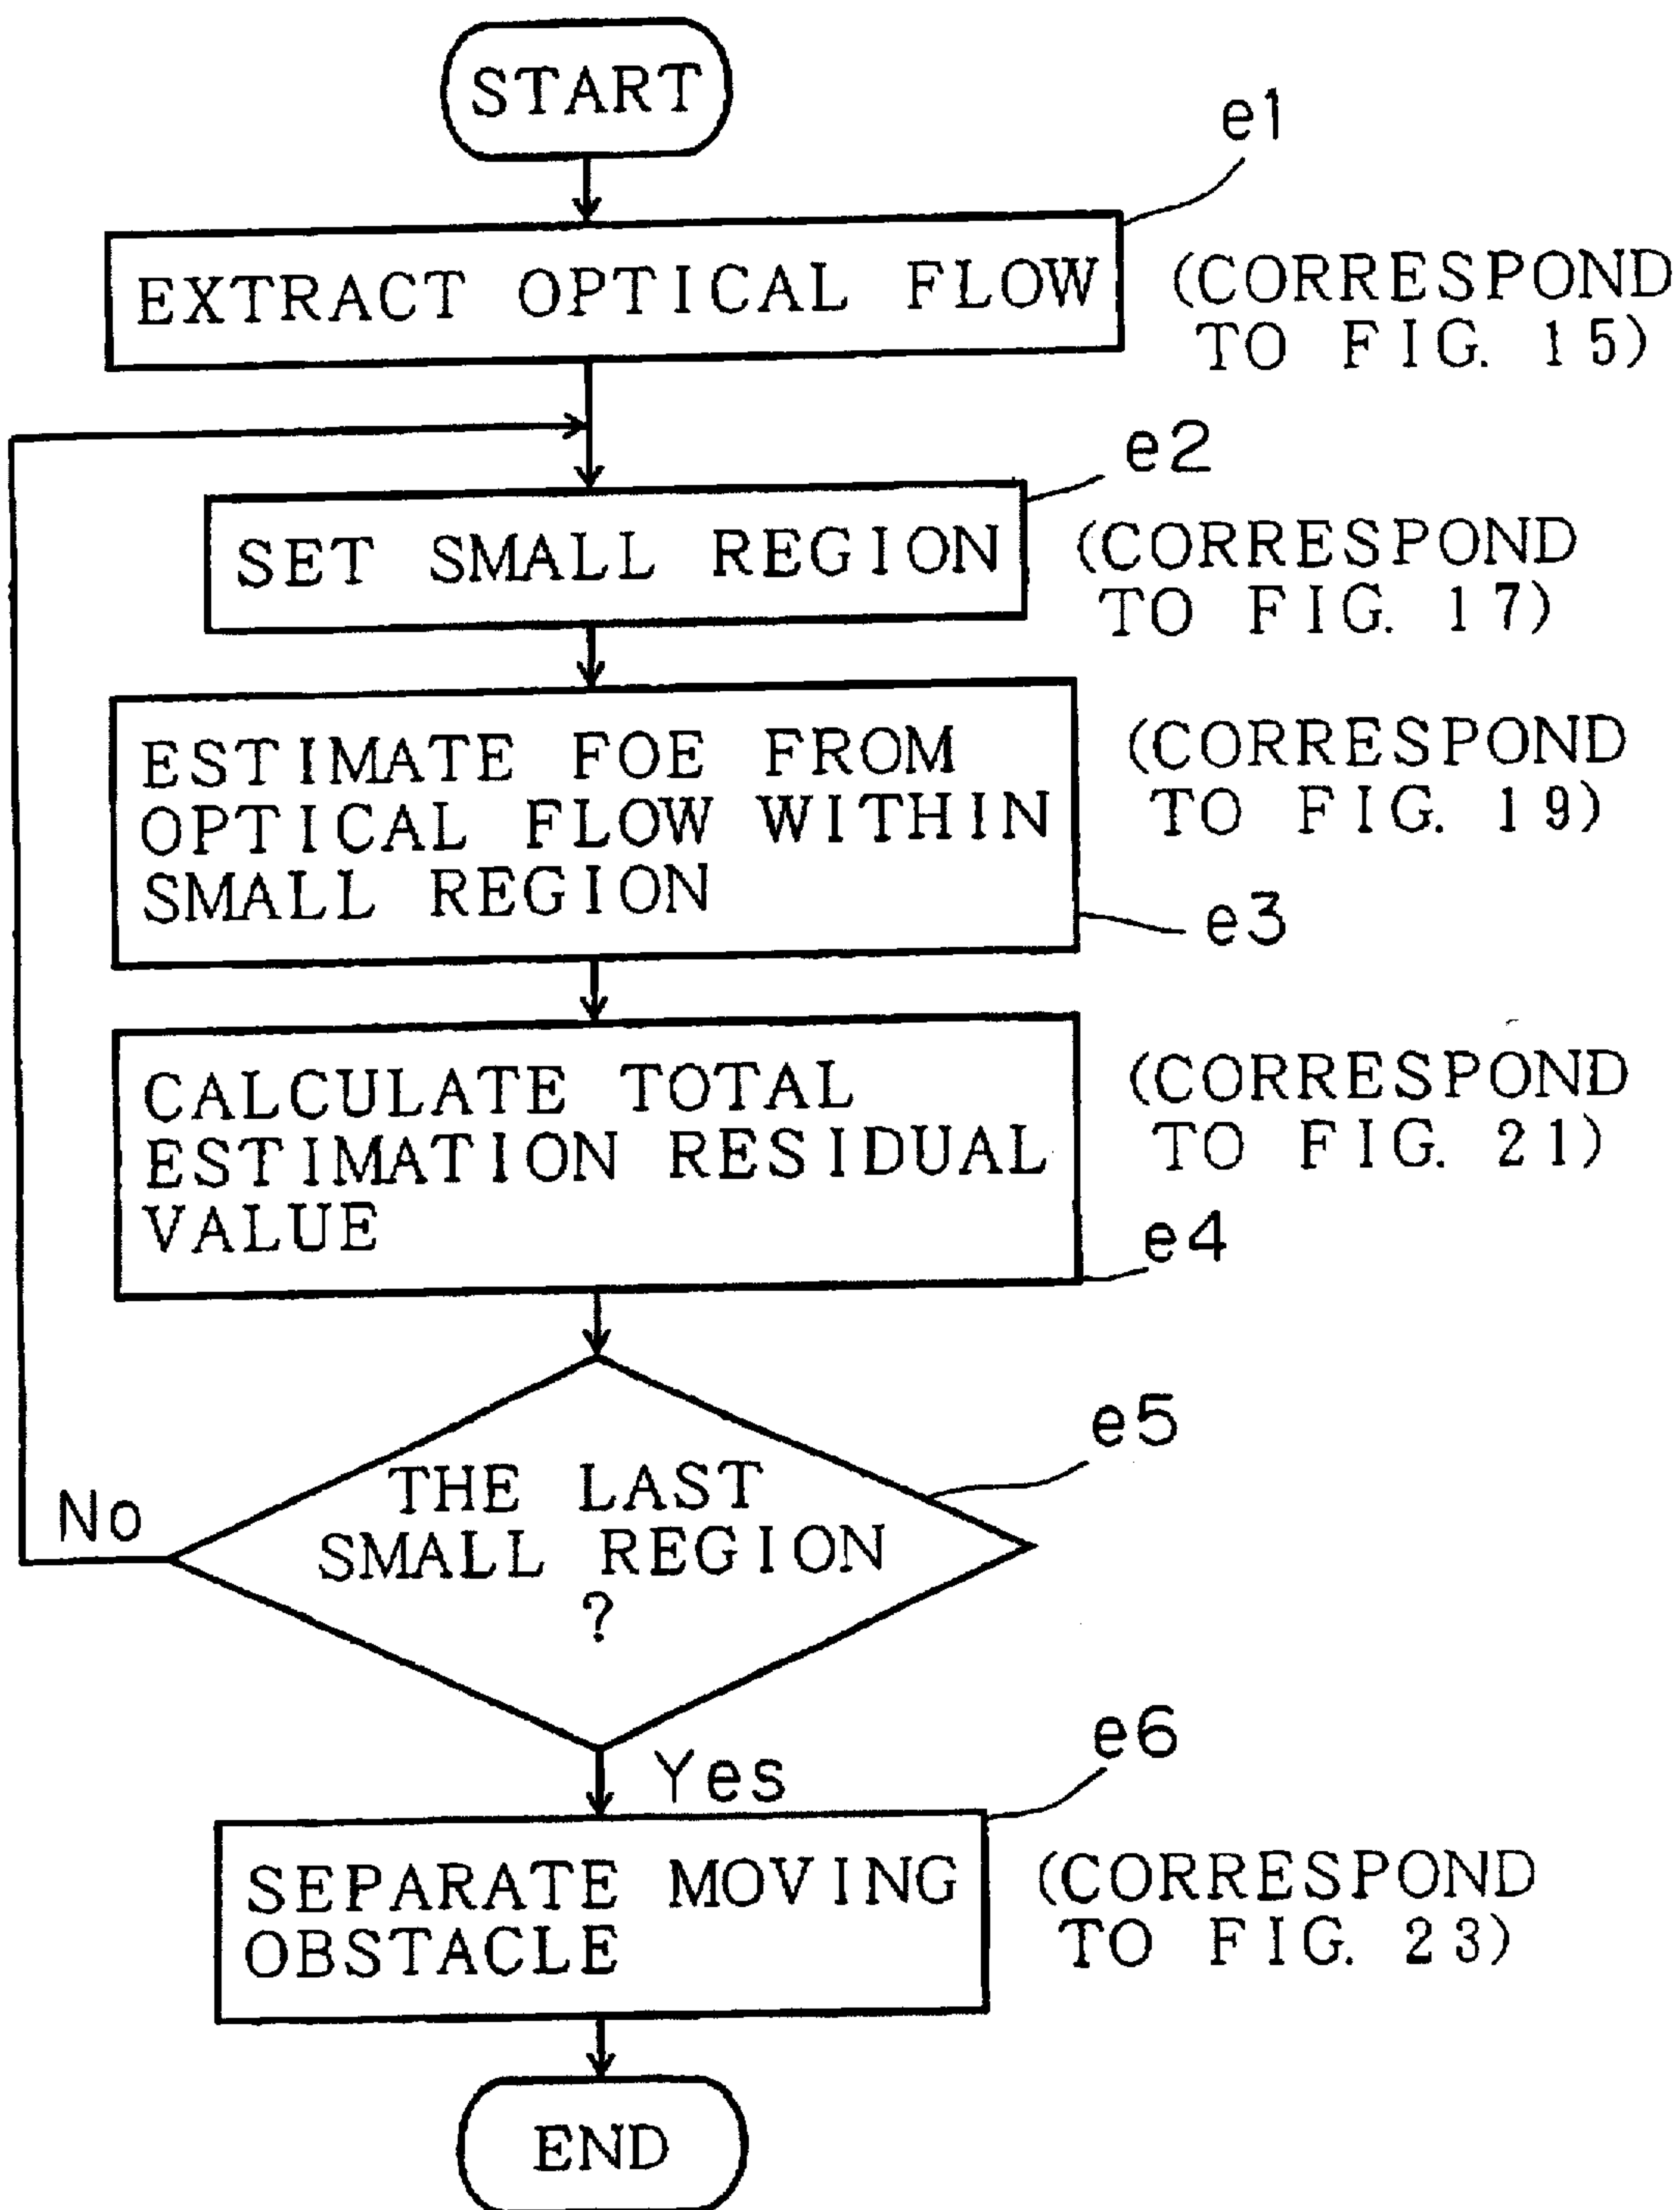 START
e1
EXTRACT OPTICAL FLOW
(CORRESPOND
TO FIG. 15)
e2
SET SMALL REGION
(CORRESPOND
TO FIG. 17)
ESTIMATE FOE FROM
OPTICAL FLOW WITHIN
SMALL REGION
(CORRESPOND
TO FIG. 19)
e3
CALCULATE TOTAL
ESTIMATION RESIDUAL
VALUE
(CORRESPOND
TO FIG. 21)
e4
e5
THE LAST
SMALL REGION
?
No
Yes
e6
SEPARATE MOVING
OBSTACLE
(CORRESPOND
TO FIG. 23)
END